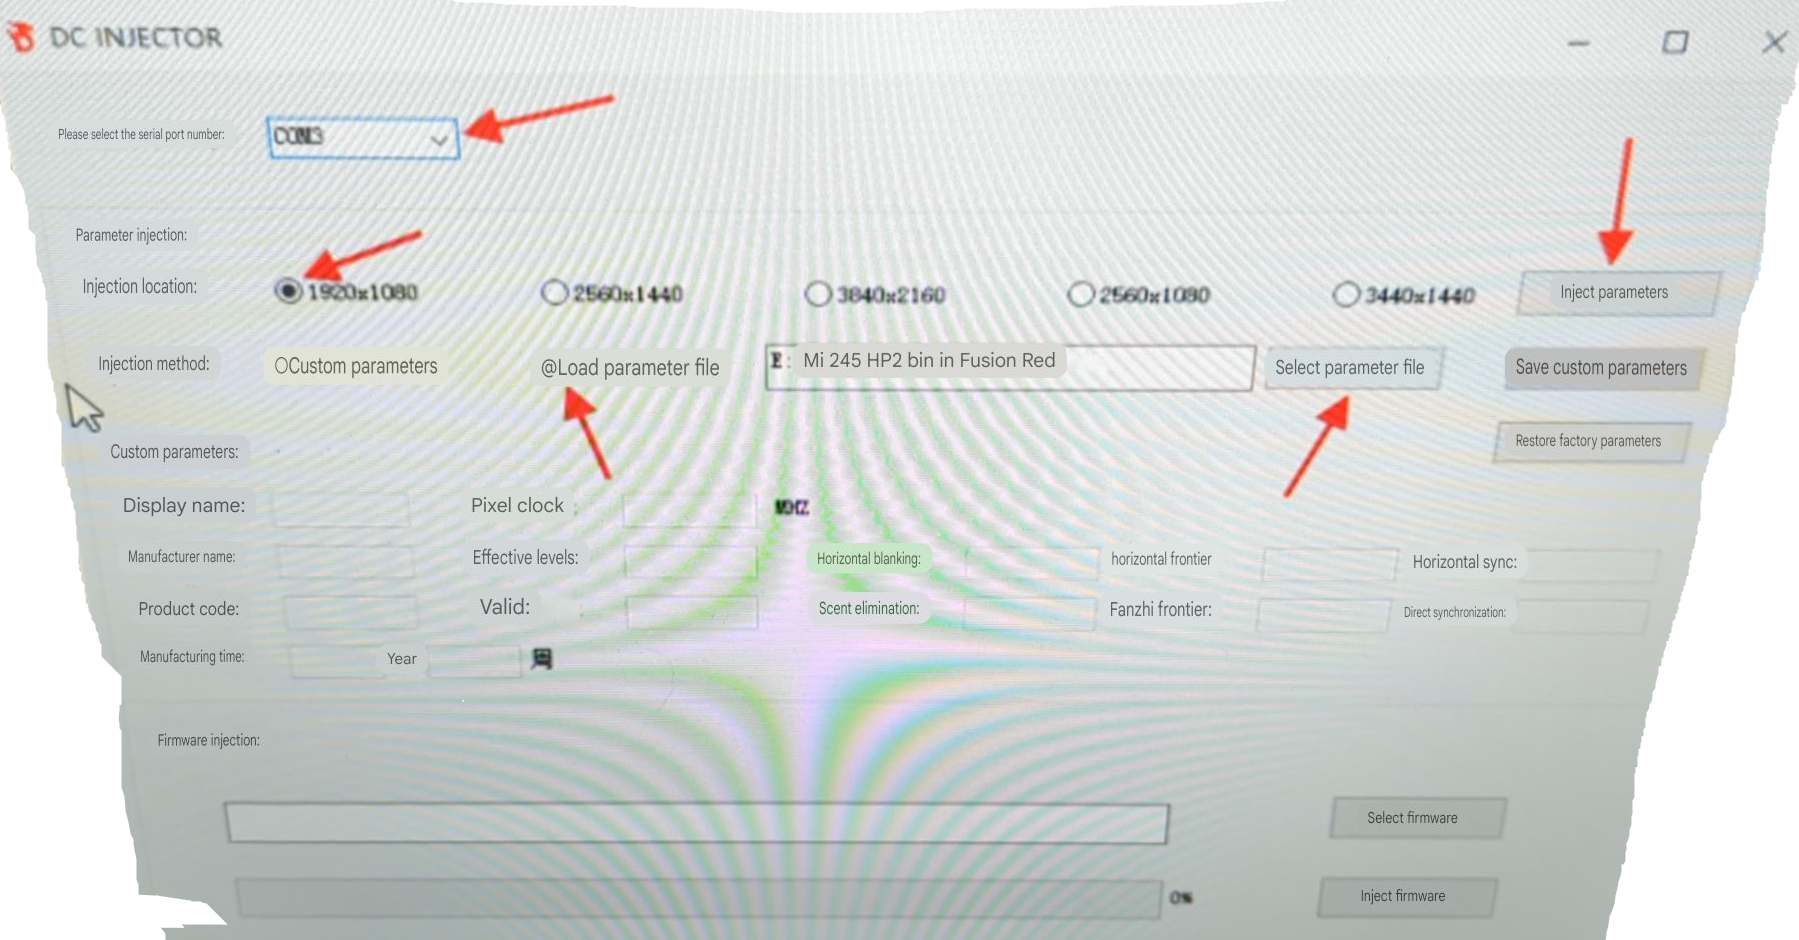 DC INJECTOR
Please select the serial port number: COM3
Parameter injection:
Injection location: 1920x1080 2560x1440 3840x2160 2560x1080 3440x1440 Inject parameters
Injection method: OCustom parameters @Load parameter file E: Mi 245 HP2 bin in Fusion Red Select parameter file Save custom parameters
Restore factory parameters
Custom parameters:
Display name: Pixel clock : MHZ
Manufacturer name: Effective levels: Horizontal blanking: horizontal frontier Horizontal sync:
Product code: Valid: Scent elimination: Fanzhi frontier: Direct synchronization:
Manufacturing time: Year
Firmware injection:
Select firmware
0% Inject firmware